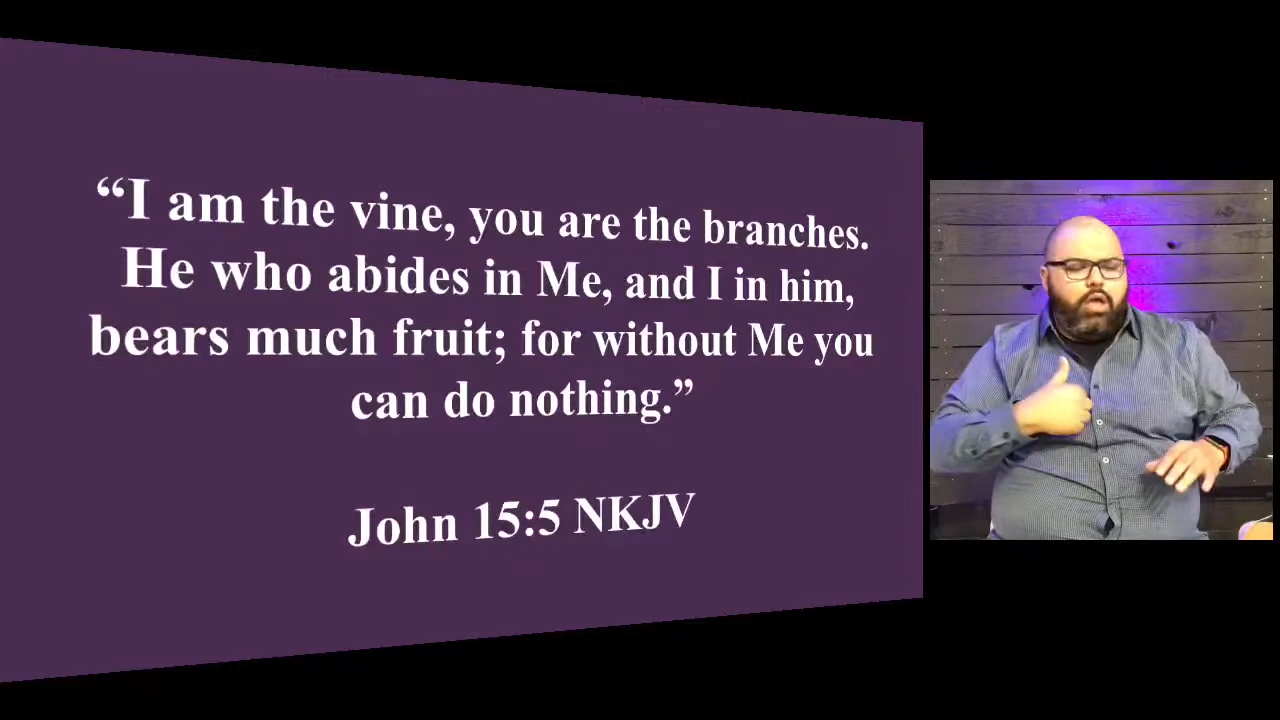 “I am the vine, you are the branches.
He who abides in Me, and I in him,
bears much fruit; for without Me you
can do nothing.”
John 15:5 NKJV